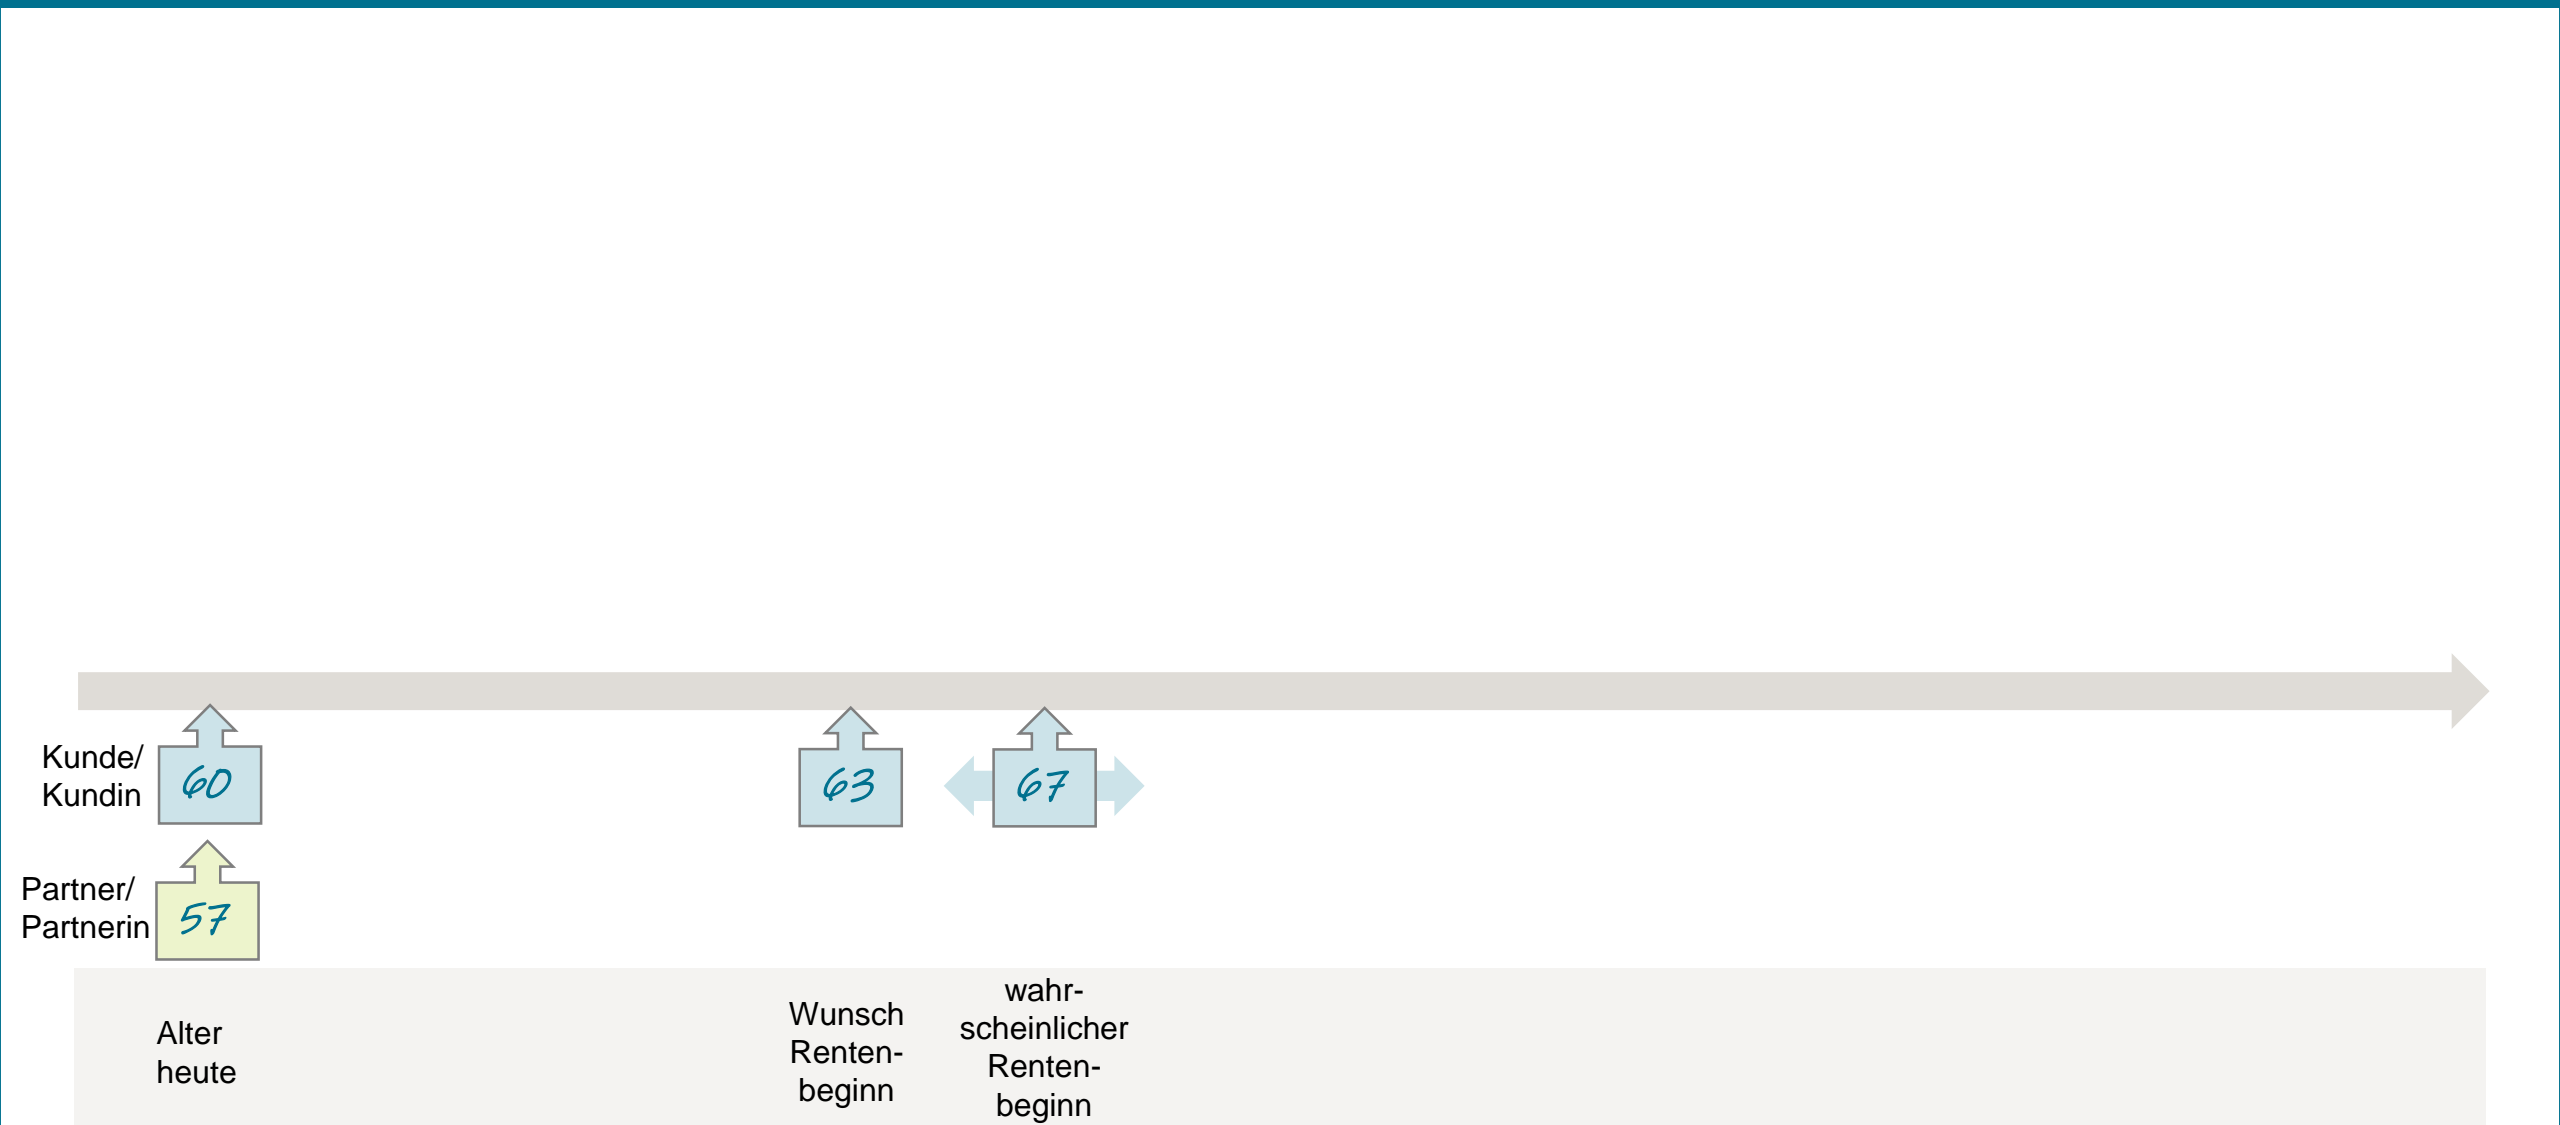 Kunde/
Kundin
60
63
67
Partner/
Partnerin
57
Alter
heute
Wunsch
Renten-
beginn
wahr-
scheinlicher
Renten-
beginn